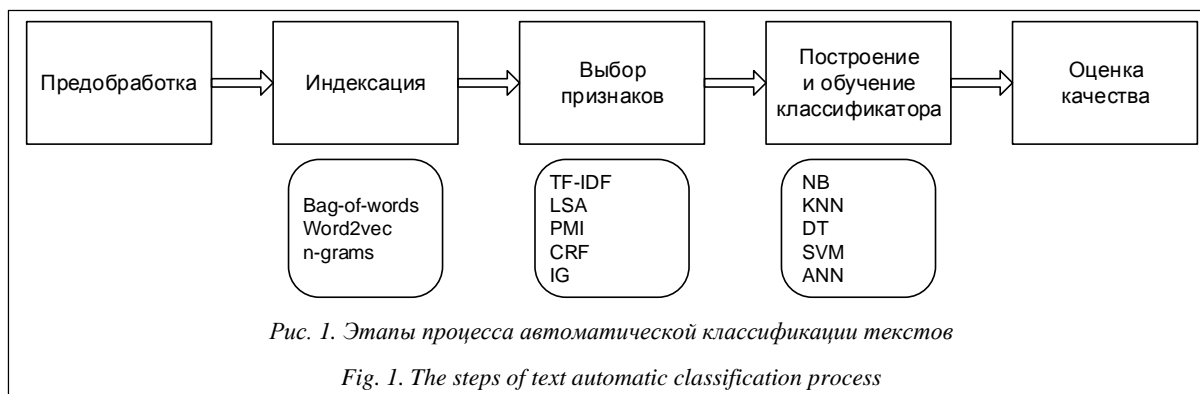 Предобработка
Индексация
Выбор
признаков
Построение
и обучение
классификатора
Оценка
качества
Bag-of-words
Word2vec
n-grams
TF-IDF
LSA
PMI
CRF
IG
NB
KNN
DT
SVM
ANN
Рис. 1. Этапы процесса автоматической классификации текстов
Fig. 1. The steps of text automatic classification process